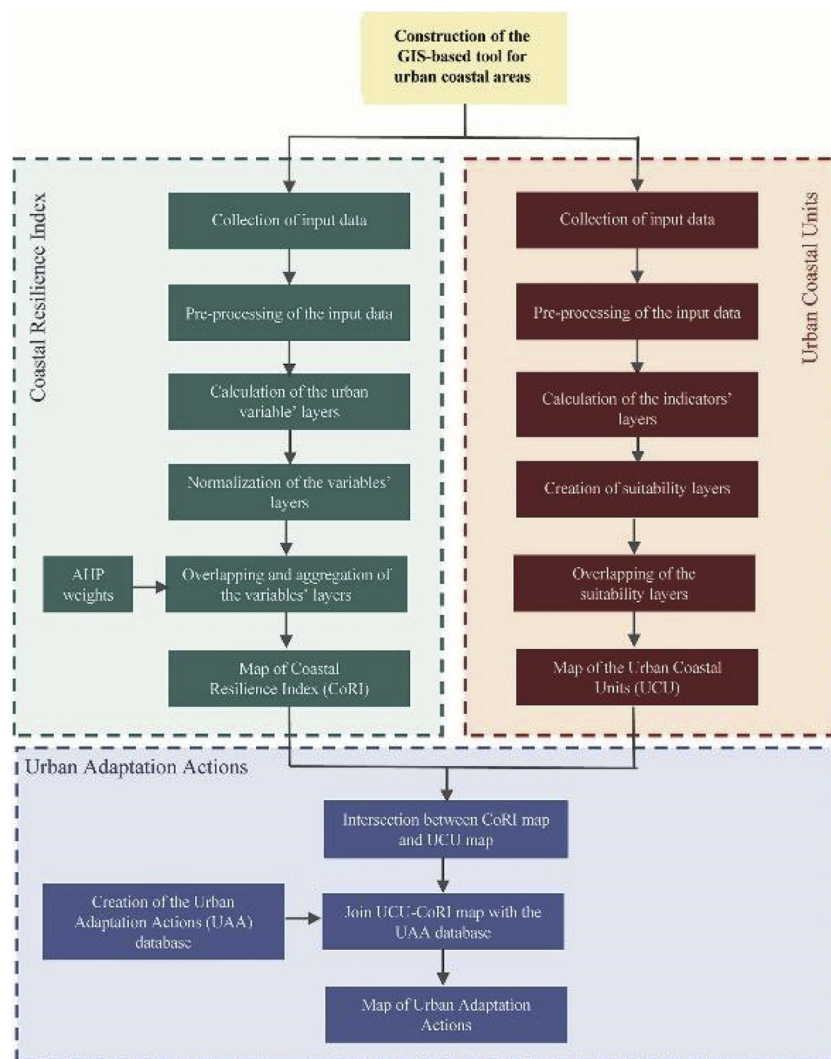 Construction of the
GIS-based tool for
urban coastal areas
Coastal Resilience Index
Collection of input data
Pre-processing of the input data
Calculation of the urban
variable' layers
Normalization of the variables'
layers
AHP
weights
Overlapping and aggregation of
the variables' layers
Map of Coastal
Resilience Index (CoRI)
Urban Coastal Units
Collection of input data
Pre-processing of the input data
Calculation of the indicators'
layers
Creation of suitability layers
Overlapping of the
suitability layers
Map of the Urban Coastal
Units (UCU)
Urban Adaptation Actions
Intersection between CoRI map
and UCU map
Creation of the Urban
Adaptation Actions (UAA)
database
Join UCU-CoRI map with the
UAA database
Map of Urban Adaptation
Actions